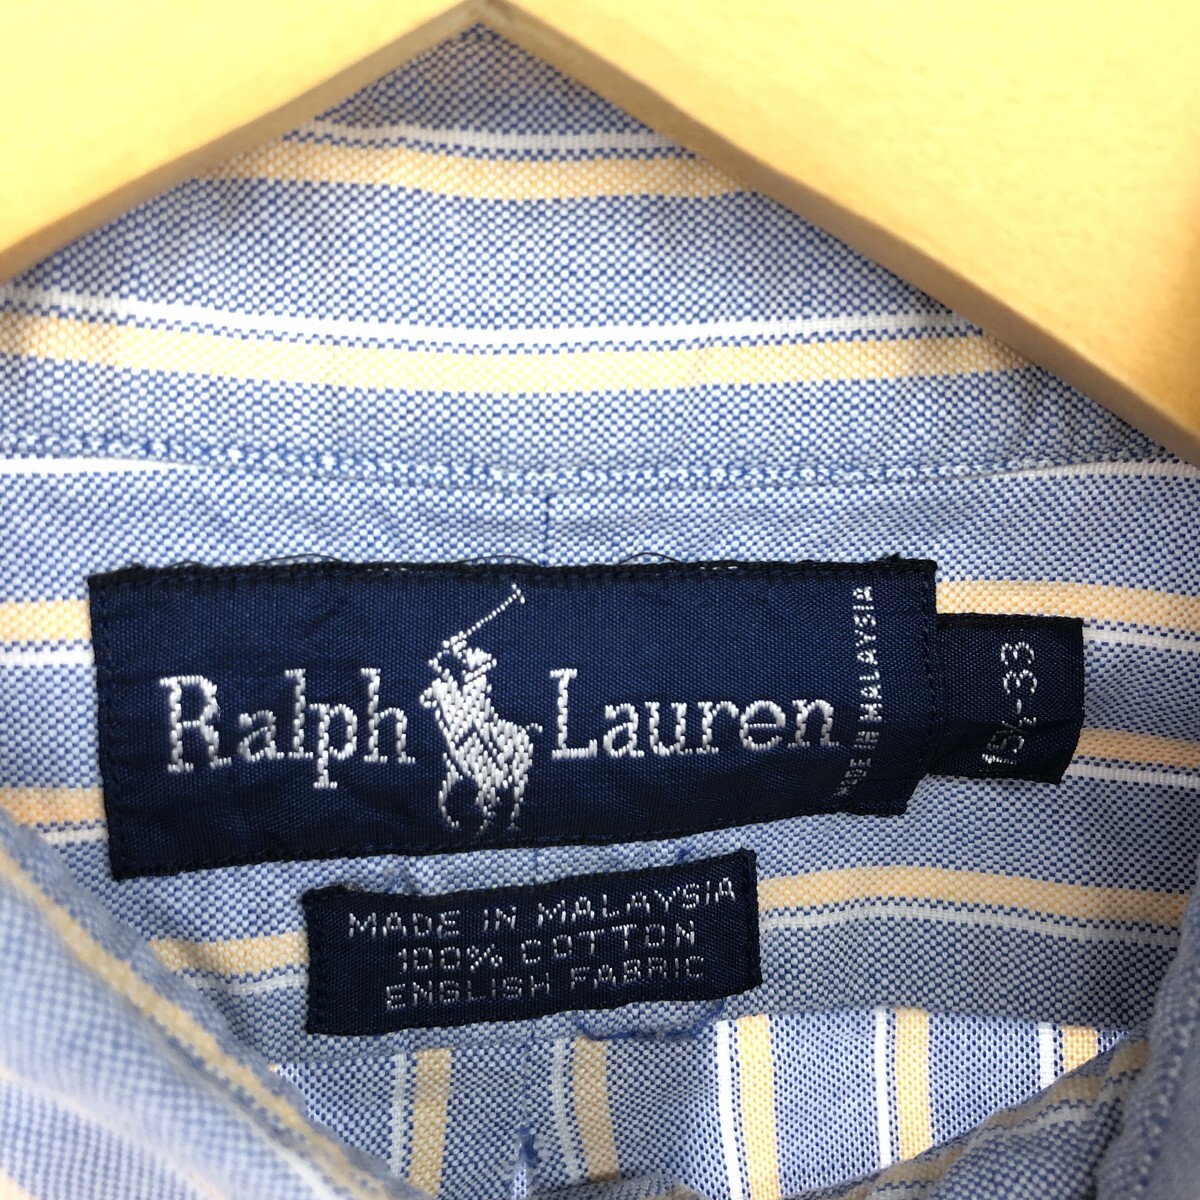 Ralph Lauren
MADE IN MALAYSIA
15½-33
MADE IN MALAYSIA
100% COTTON
ENGLISH FABRIC